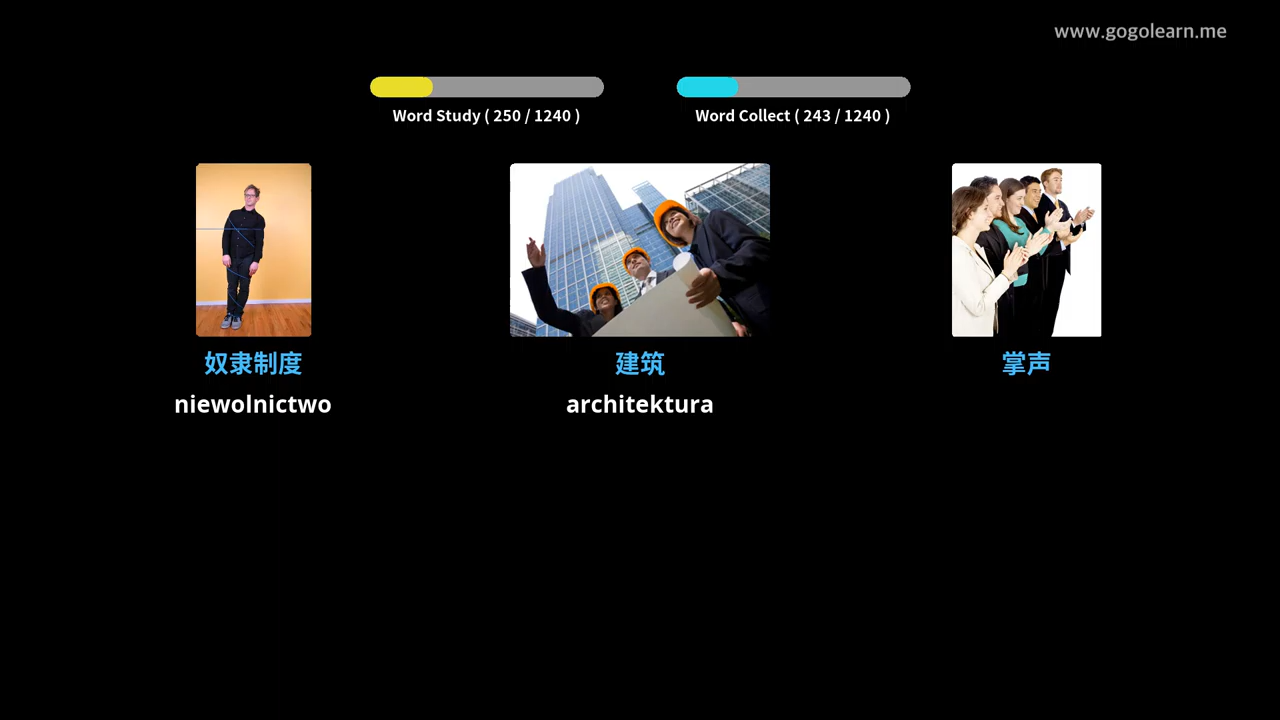 www.gogolearn.me
Word Study ( 250 / 1240 )
Word Collect ( 243 / 1240 )
奴隶制度
建筑
掌声
niewolnictwo
architektura